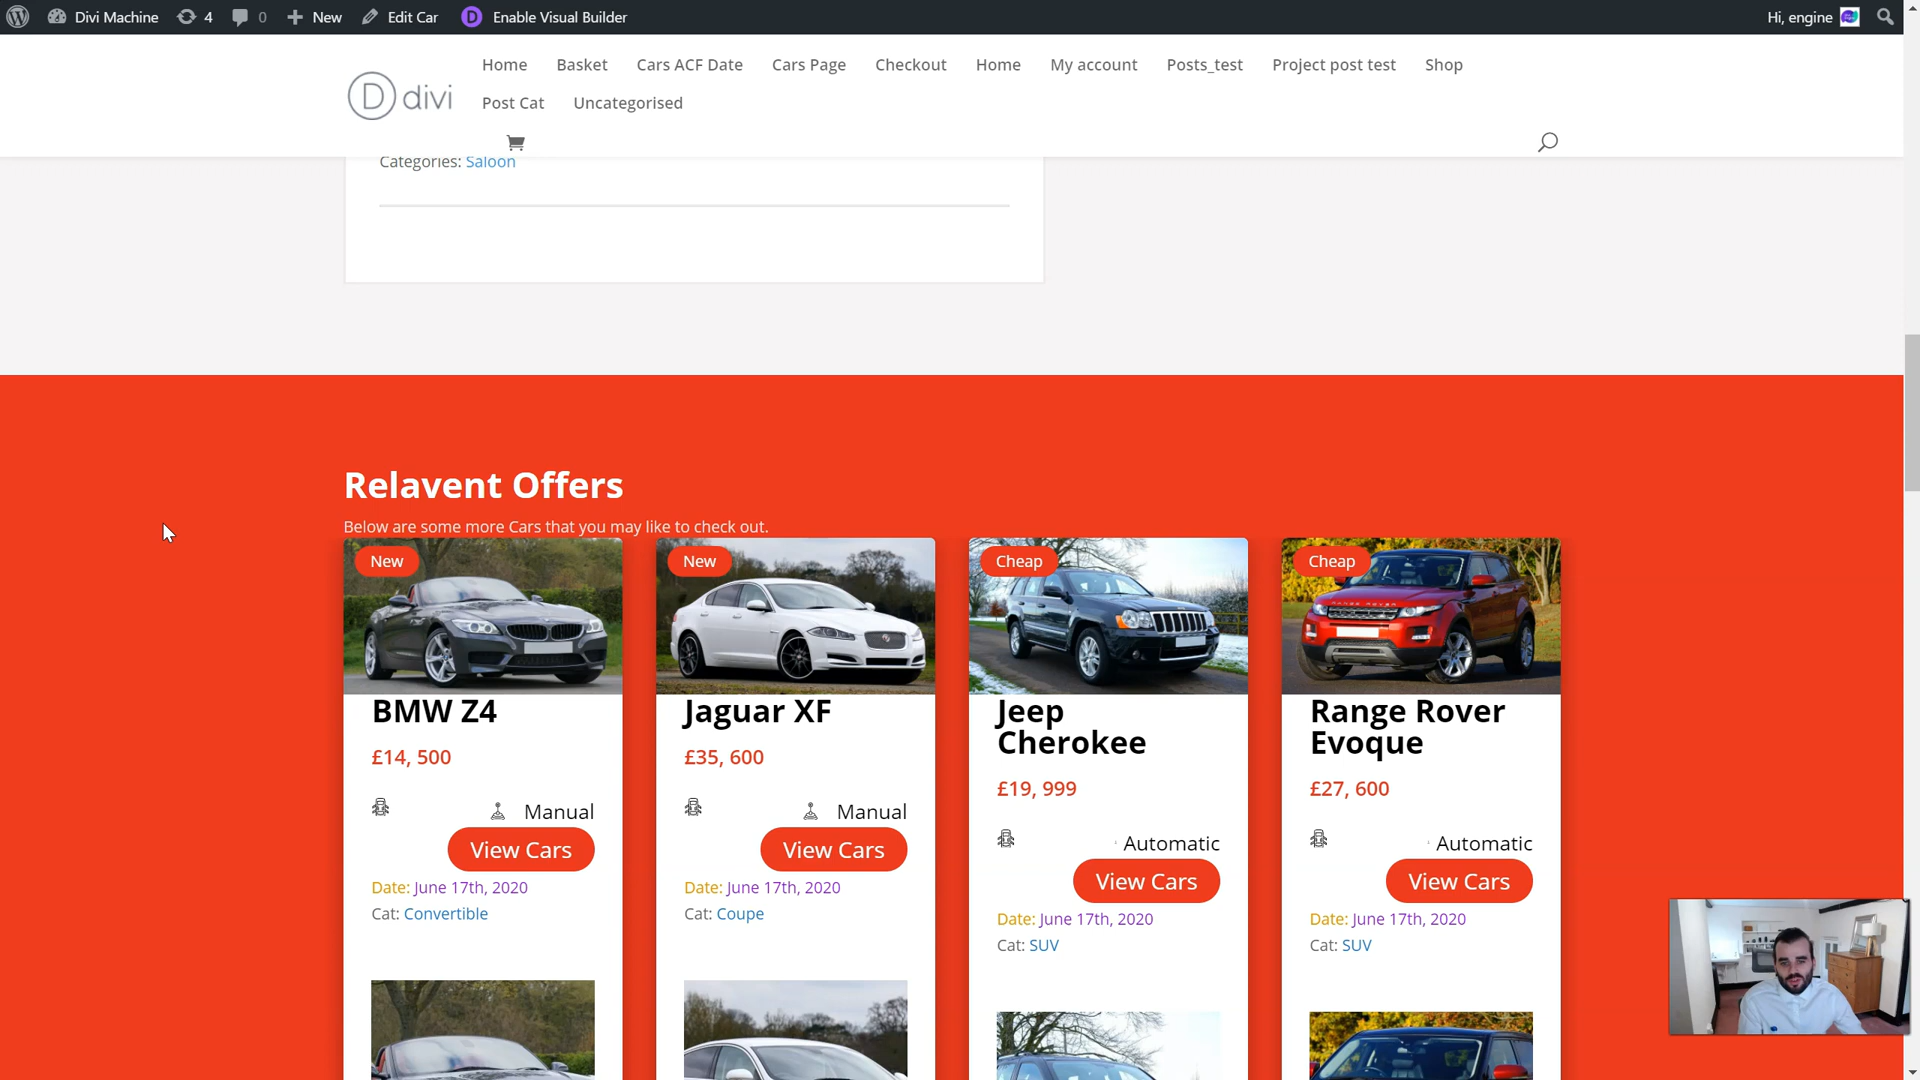 Divi Machine 4 0 New Edit Car D Enable Visual Builder Hi, engine
D divi
Home Basket Cars ACF Date Cars Page Checkout Home My account Posts_test Project post test Shop
Post Cat Uncategorised
Categories: Saloon
Relavent Offers
Below are some more Cars that you may like to check out.
New
BMW Z4
£14, 500
Manual
View Cars
Date: June 17th, 2020
Cat: Convertible
New
Jaguar XF
£35, 600
Manual
View Cars
Date: June 17th, 2020
Cat: Coupe
Cheap
Jeep
Cherokee
£19, 999
Automatic
View Cars
Date: June 17th, 2020
Cat: SUV
Cheap
RANGE ROVER
Range Rover
Evoque
£27, 600
Automatic
View Cars
Date: June 17th, 2020
Cat: SUV